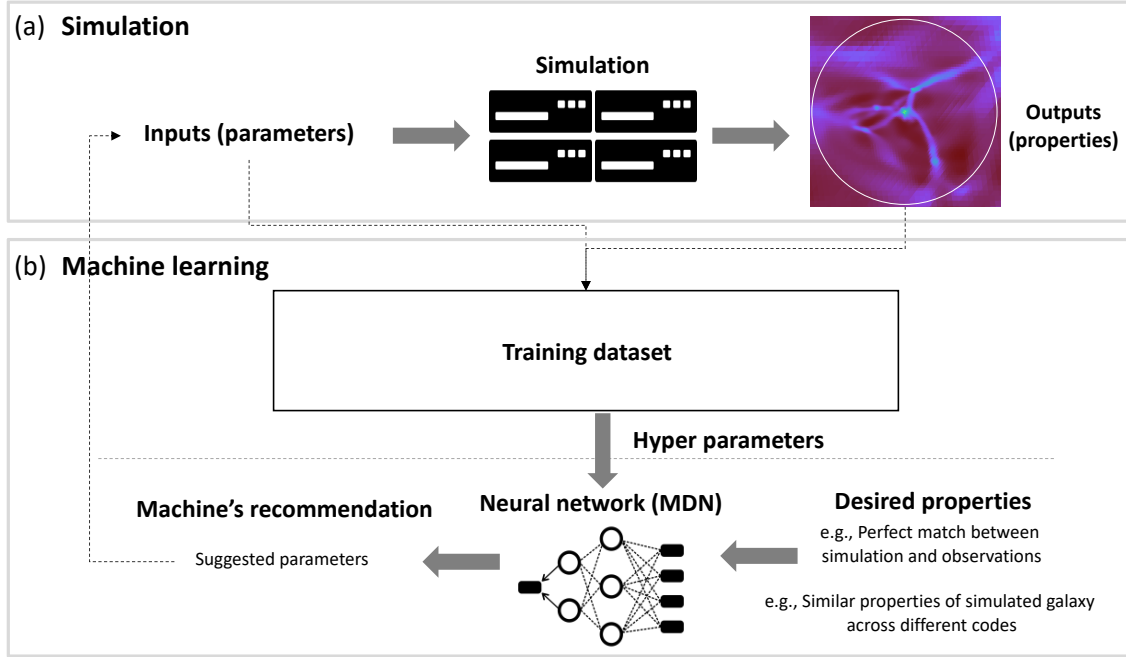 (a) Simulation
Simulation
Inputs (parameters)
Outputs
(properties)
(b) Machine learning
Training dataset
Hyper parameters
Machine's recommendation
Suggested parameters
Neural network (MDN)
Desired properties
e.g., Perfect match between
simulation and observations
e.g., Similar properties of simulated galaxy
across different codes